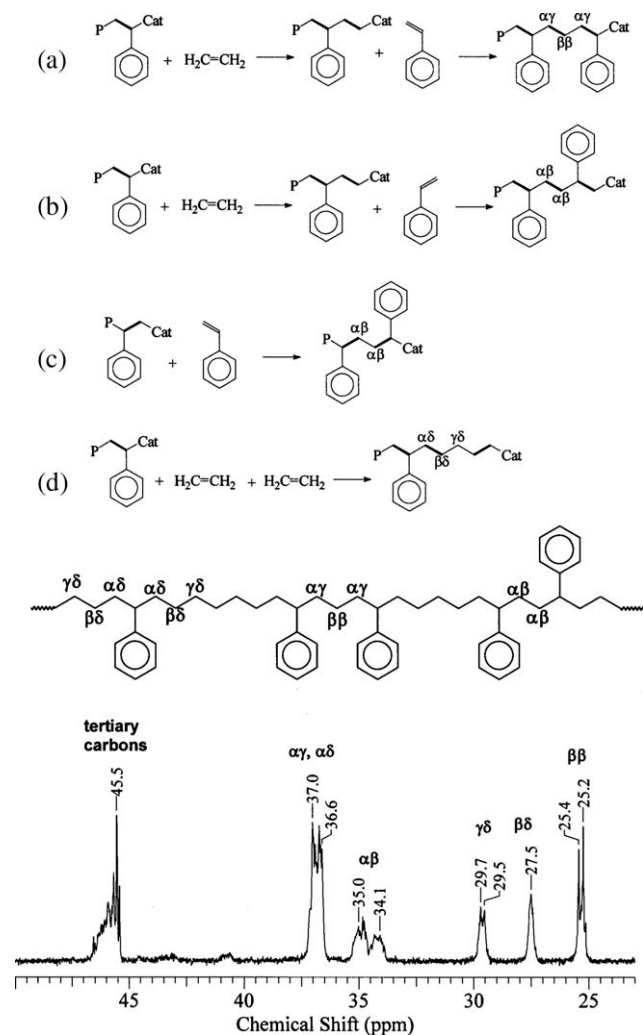 P Cat P Cat αγ αγ Cat
(a) + H₂C=CH₂ + P ββ
P Cat P Cat P αβ Cat
(b) + H₂C=CH₂ + αβ
P Cat P αβ Cat
(c) + αβ
P Cat P αδ γδ Cat
(d) + H₂C=CH₂ + H₂C=CH₂ βδ
γδ αδ αδ γδ αγ αγ αβ
βδ βδ ββ αβ
tertiary
carbons
45.5
αγ, αδ
37.0
36.6
αβ
35.0
34.1
γδ
29.7
29.5
βδ
27.5
ββ
25.4
25.2
45 40 35 30 25
Chemical Shift (ppm)